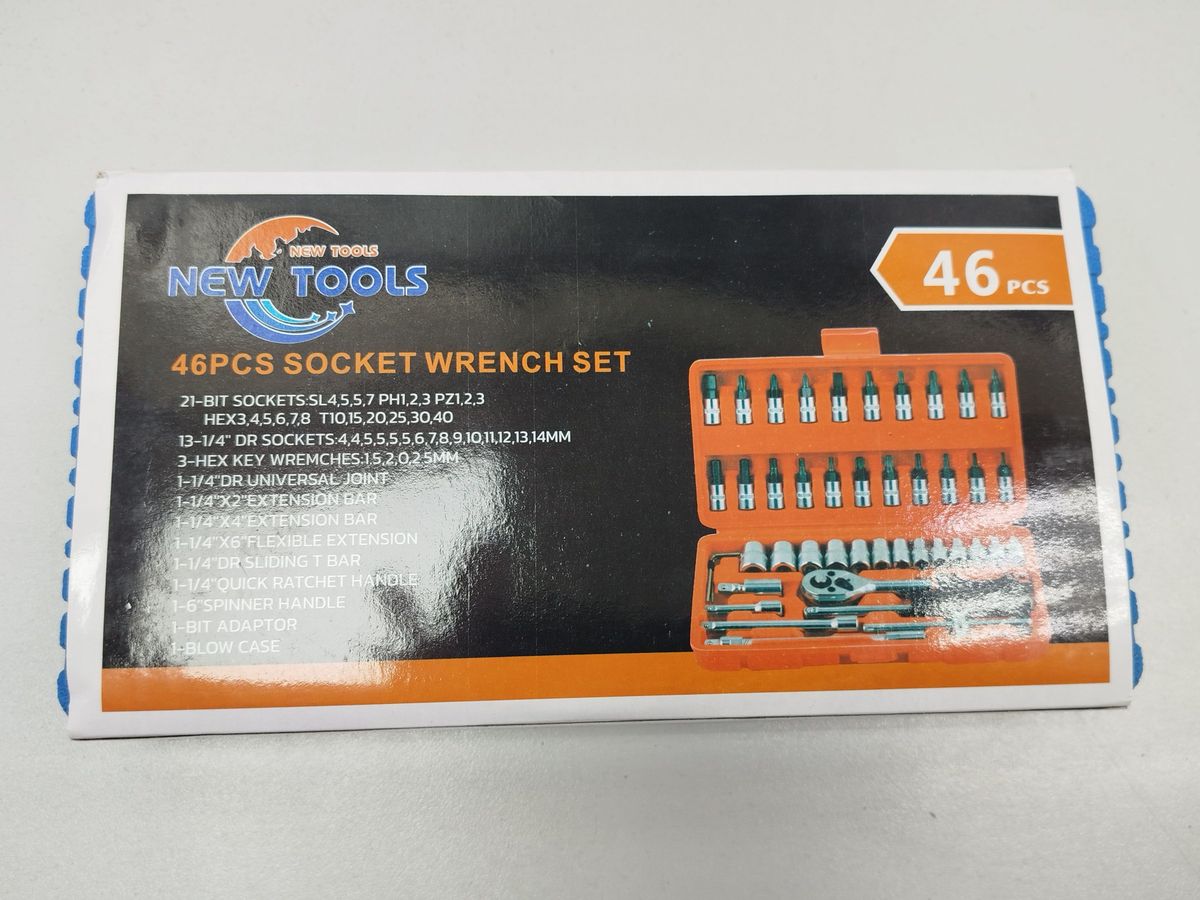 NEW TOOLS
NEW TOOLS
46 PCS
46PCS SOCKET WRENCH SET
21-BIT SOCKETS:SL4,5,5,7 PH1,2,3 PZ1,2,3
HEX3,4,5,6,7,8 T10,15,20,25,30,40
13-1/4" DR SOCKETS:4,4.5,5,5.5,6,7,8,9,10,11,12,13,14MM
3-HEX KEY WREMCHES:1.5,2.0,2.5MM
1-1/4"DR UNIVERSAL JOINT
1-1/4"X2"EXTENSION BAR
1-1/4"X4"EXTENSION BAR
1-1/4"X6"FLEXIBLE EXTENSION
1-1/4"DR SLIDING T BAR
1-1/4"QUICK RATCHET HANDLE
1-6"SPINNER HANDLE
1-BIT ADAPTOR
1-BLOW CASE